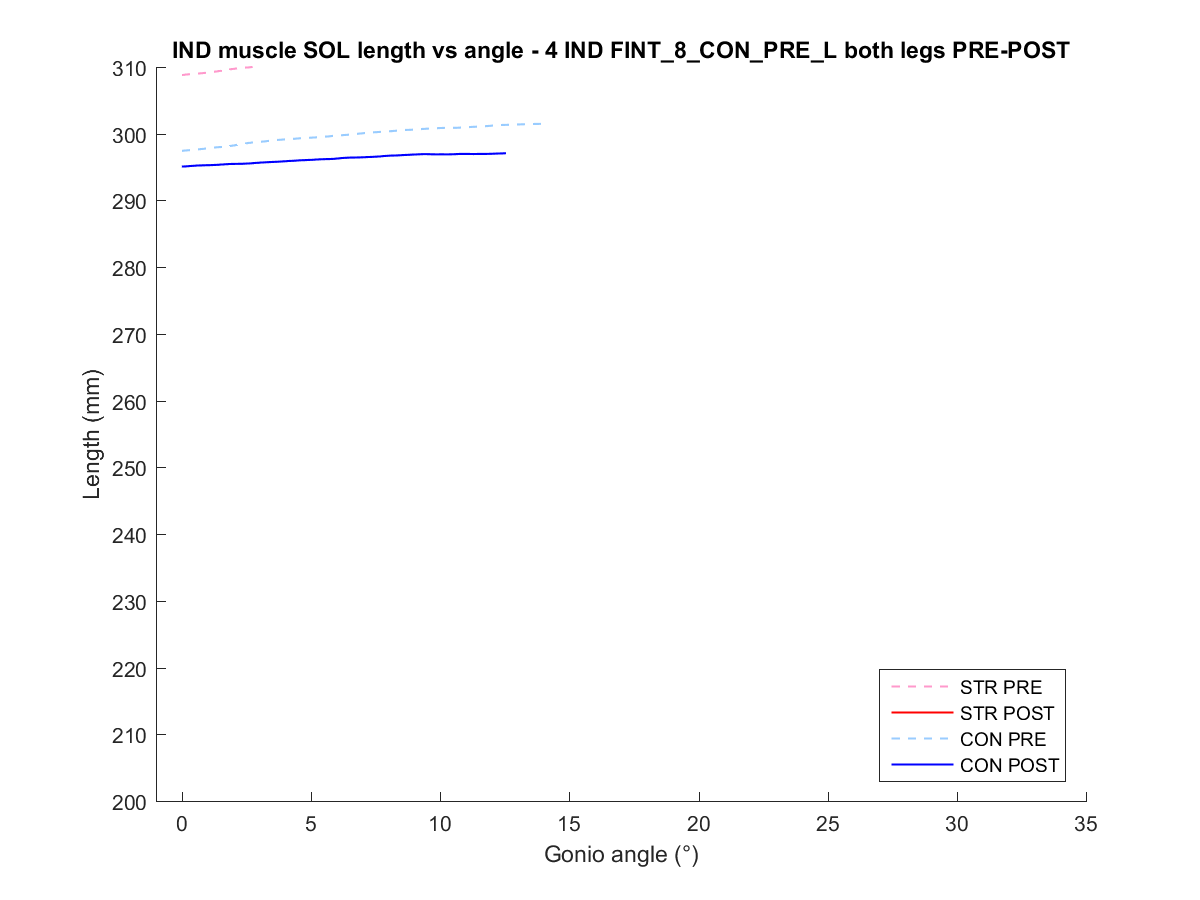 IND muscle SOL length vs angle - 4 IND FINT_8_CON_PRE_L both legs PRE-POST
310
300
290
280
270
260
250
240
230
220
210
200
Length (mm)
STR PRE
STR POST
CON PRE
CON POST
0 5 10 15 20 25 30 35
Gonio angle (°)